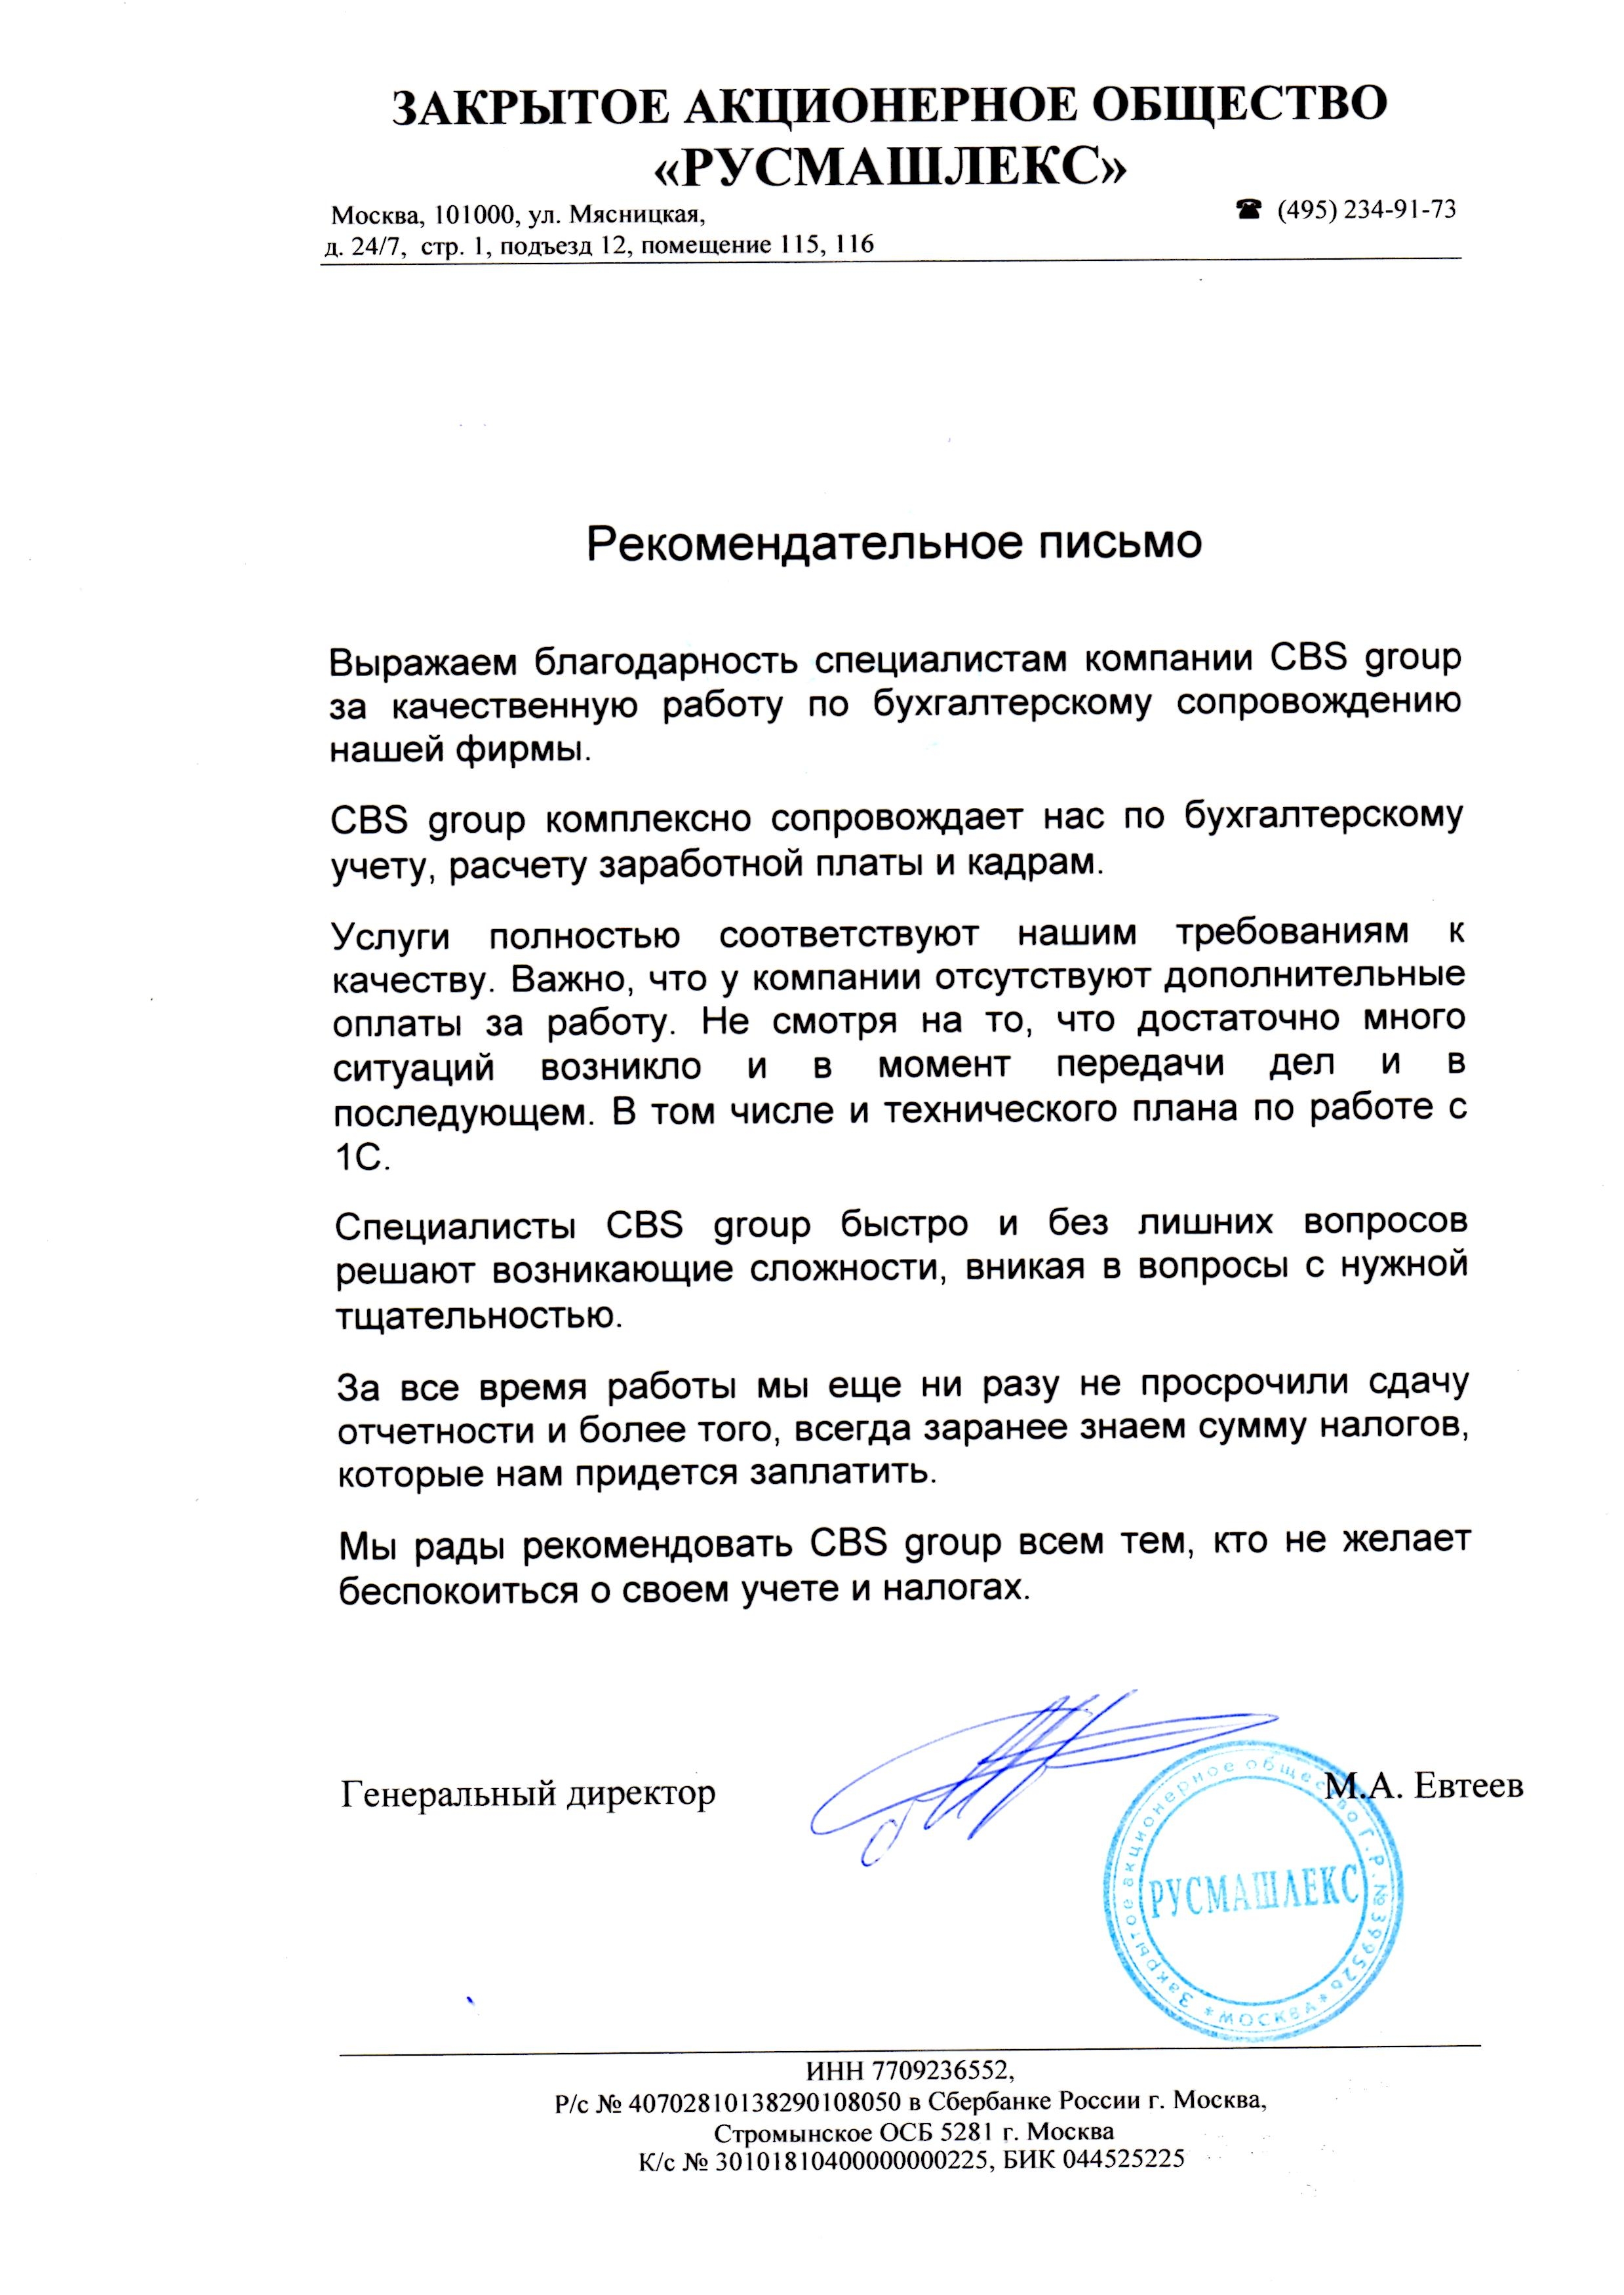 ЗАКРЫТОЕ АКЦИОНЕРНОЕ ОБЩЕСТВО
«РУСМАШЛЕКС»
Москва, 101000, ул. Мясницкая,
☎ (495) 234-91-73
д. 24/7, стр. 1, подъезд 12, помещение 115, 116
Рекомендательное письмо
Выражаем благодарность специалистам компании CBS group
за качественную работу по бухгалтерскому сопровождению
нашей фирмы.
CBS group комплексно сопровождает нас по бухгалтерскому
учету, расчету заработной платы и кадрам.
Услуги полностью соответствуют нашим требованиям к
качеству. Важно, что у компании отсутствуют дополнительные
оплаты за работу. Не смотря на то, что достаточно много
ситуаций возникло и в момент передачи дел и в
последующем. В том числе и технического плана по работе с
1С.
Специалисты CBS group быстро и без лишних вопросов
решают возникающие сложности, вникая в вопросы с нужной
тщательностью.
За все время работы мы еще ни разу не просрочили сдачу
отчетности и более того, всегда заранее знаем сумму налогов,
которые нам придется заплатить.
Мы рады рекомендовать CBS group всем тем, кто не желает
беспокоиться о своем учете и налогах.
Генеральный директор
М.А. Евтеев
Закрытое акционерное общество Г.Р.№399526
*МОСКВА*
РУСМАШЛЕКС
ИНН 7709236552,
Р/с № 40702810138290108050 в Сбербанке России г. Москва,
Стромынское ОСБ 5281 г. Москва
К/с № 30101810400000000225, БИК 044525225